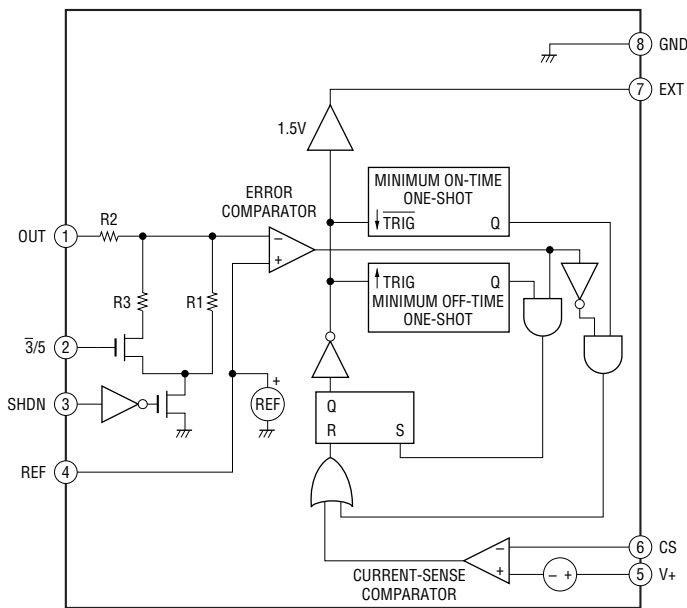 8 GND
7 EXT
1.5V
MINIMUM ON-TIME
ONE-SHOT
TRIG Q
ERROR
COMPARATOR
OUT 1
R2
−
+
TRIG Q
MINIMUM OFF-TIME
ONE-SHOT
R3
R1
3/5 2
SHDN 3
+
REF
Q
R S
REF 4
6 CS
−
+
− +
5 V+
CURRENT-SENSE
COMPARATOR